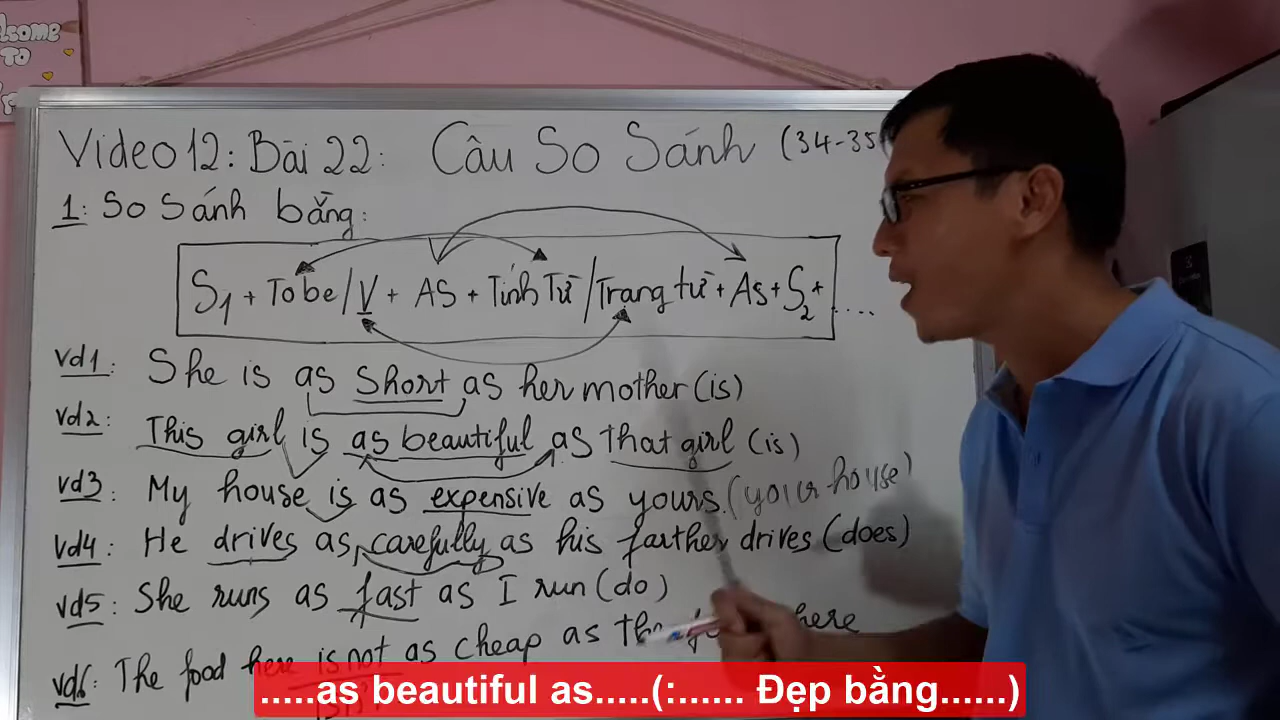 elcome
TO
Video 12: Bài 22: Câu So Sánh (34-35
1: So Sánh bằng:
S1 + To be/V + AS + Tính Từ/Trang từ + As + S2 + ....
Vd1: She is as short as her mother (is)
Vd2: This girl is as beautiful as that girl (is)
Vd3: My house is as expensive as yours. (your house)
Vd4: He drives as carefully as his farther drives (does)
Vd5: She runs as fast as I run (do)
Vd6: The food here is not as cheap as the here
.....as beautiful as.....(:...... Đẹp bằng......)